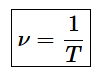 ν = 1/T